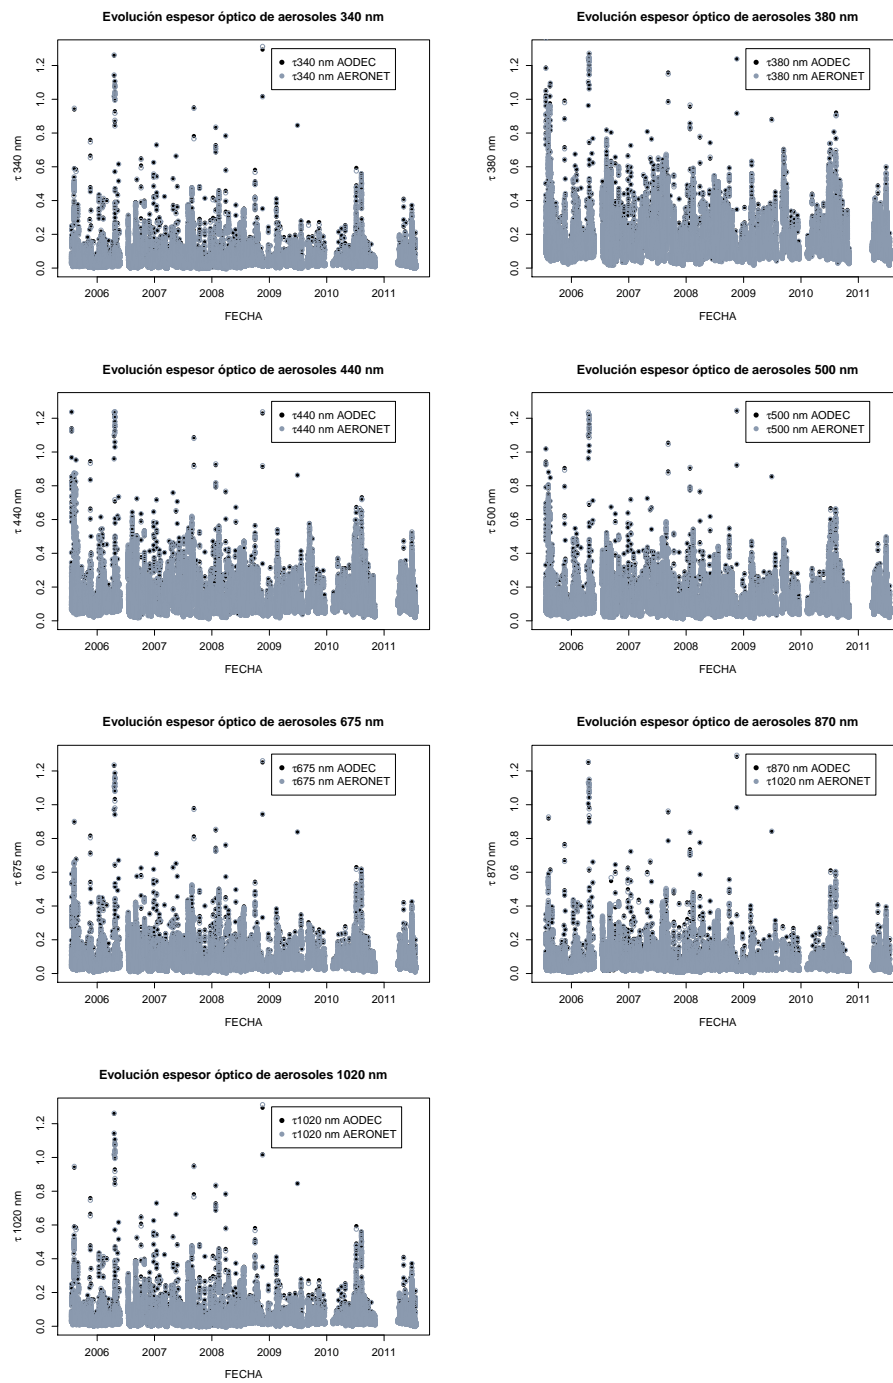 Evolución espesor óptico de aerosoles 340 nm
τ340 nm AODEC
τ340 nm AERONET
τ 340 nm
0.0 0.2 0.4 0.6 0.8 1.0 1.2
2006 2007 2008 2009 2010 2011
FECHA
Evolución espesor óptico de aerosoles 380 nm
τ380 nm AODEC
τ380 nm AERONET
τ 380 nm
0.0 0.2 0.4 0.6 0.8 1.0 1.2
2006 2007 2008 2009 2010 2011
FECHA
Evolución espesor óptico de aerosoles 440 nm
τ440 nm AODEC
τ440 nm AERONET
τ 440 nm
0.0 0.2 0.4 0.6 0.8 1.0 1.2
2006 2007 2008 2009 2010 2011
FECHA
Evolución espesor óptico de aerosoles 500 nm
τ500 nm AODEC
τ500 nm AERONET
τ 500 nm
0.0 0.2 0.4 0.6 0.8 1.0 1.2
2006 2007 2008 2009 2010 2011
FECHA
Evolución espesor óptico de aerosoles 675 nm
τ675 nm AODEC
τ675 nm AERONET
τ 675 nm
0.0 0.2 0.4 0.6 0.8 1.0 1.2
2006 2007 2008 2009 2010 2011
FECHA
Evolución espesor óptico de aerosoles 870 nm
τ870 nm AODEC
τ1020 nm AERONET
τ 870 nm
0.0 0.2 0.4 0.6 0.8 1.0 1.2
2006 2007 2008 2009 2010 2011
FECHA
Evolución espesor óptico de aerosoles 1020 nm
τ1020 nm AODEC
τ1020 nm AERONET
τ 1020 nm
0.0 0.2 0.4 0.6 0.8 1.0 1.2
2006 2007 2008 2009 2010 2011
FECHA